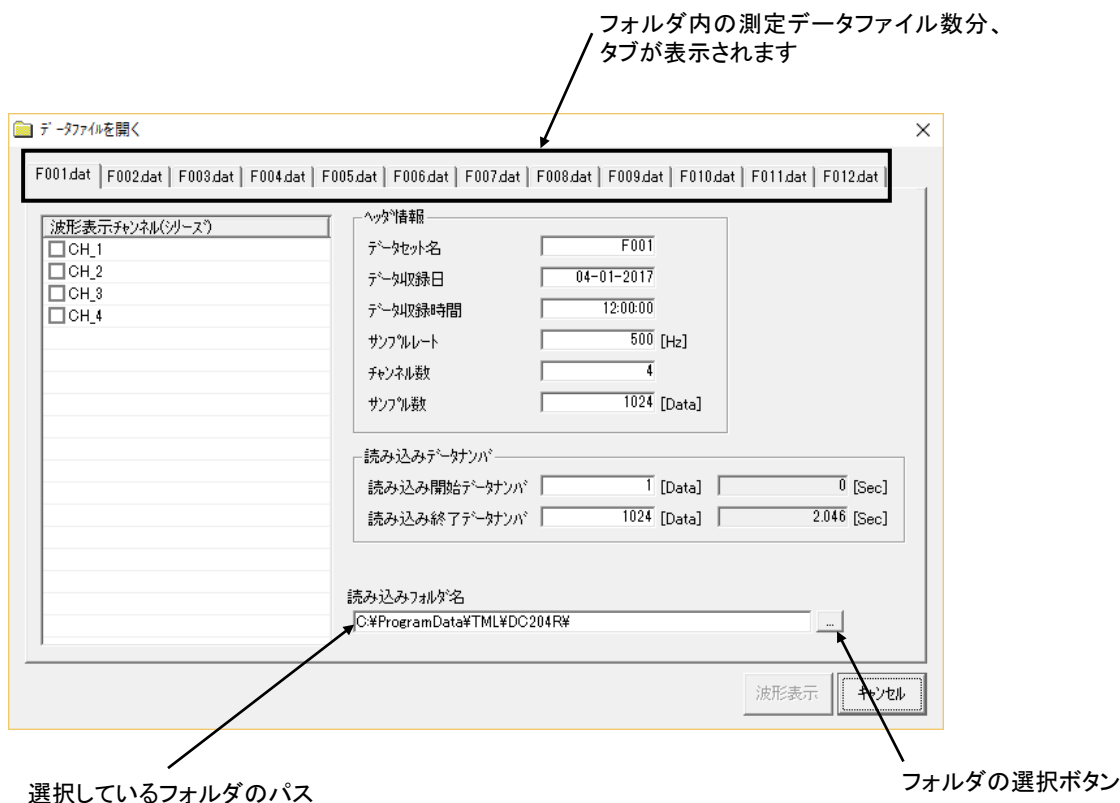 フォルダ内の測定データファイル数分、
タブが表示されます
ﾃﾞｰﾀﾌｧｲﾙを開く
F001.dat F002.dat F003.dat F004.dat F005.dat F006.dat F007.dat F008.dat F009.dat F010.dat F011.dat F012.dat
波形表示ﾁｬﾝﾈﾙ(ｼﾘｰｽﾞ)
CH_1
CH_2
CH_3
CH_4
ﾍｯﾀﾞ情報
ﾃﾞｰﾀｾｯﾄ名 F001
ﾃﾞｰﾀ収録日 04-01-2017
ﾃﾞｰﾀ収録時間 12:00:00
ｻﾝﾌﾟﾙﾚｰﾄ 500 [Hz]
ﾁｬﾝﾈﾙ数 4
ｻﾝﾌﾟﾙ数 1024 [Data]
読み込みﾃﾞｰﾀﾅﾝﾊﾞ
読み込み開始ﾃﾞｰﾀﾅﾝﾊﾞ 1 [Data] 0 [Sec]
読み込み終了ﾃﾞｰﾀﾅﾝﾊﾞ 1024 [Data] 2.046 [Sec]
読み込みﾌｫﾙﾀﾞ名
C:¥ProgramData¥TML¥DC204R¥ ...
波形表示 ｷｬﾝｾﾙ
選択しているフォルダのパス
フォルダの選択ボタン